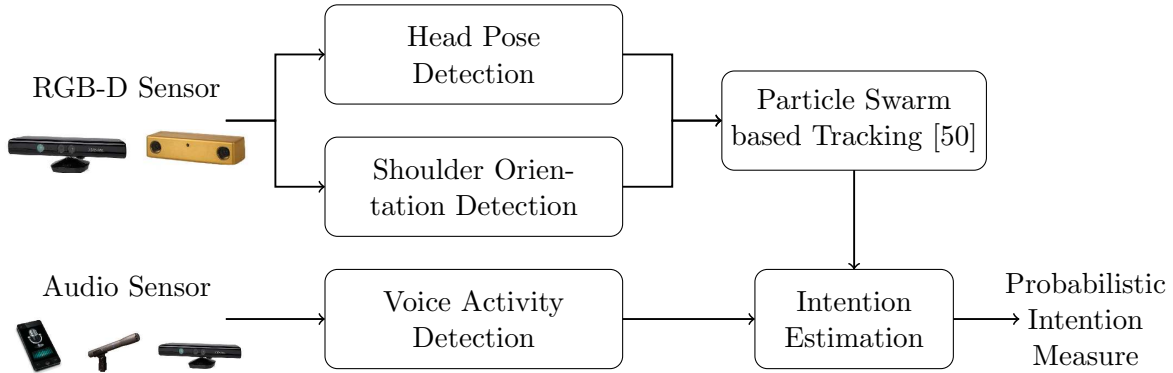 Head Pose
Detection
RGB-D Sensor
Particle Swarm
based Tracking [50]
Shoulder Orien-
tation Detection
Audio Sensor
Voice Activity
Detection
Intention
Estimation
Probabilistic
Intention
Measure